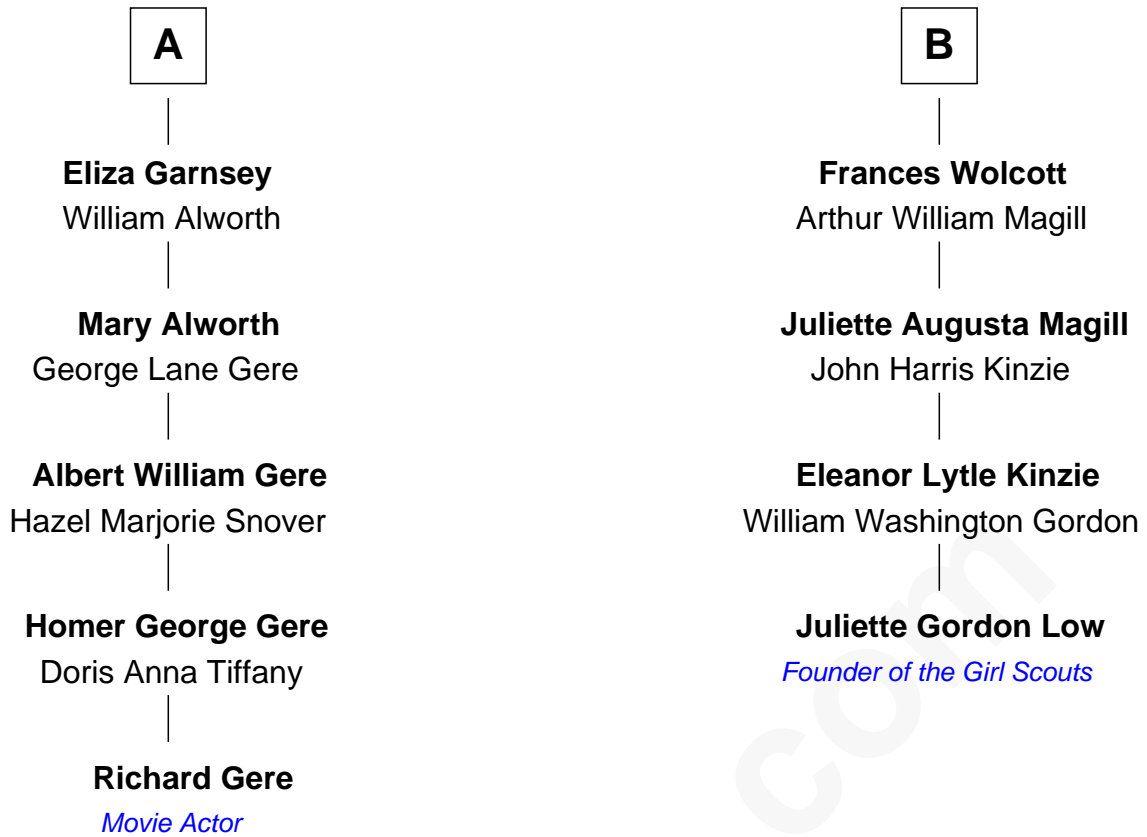 A
Eliza Garnsey
William Alworth
Mary Alworth
George Lane Gere
Albert William Gere
Hazel Marjorie Snover
Homer George Gere
Doris Anna Tiffany
Richard Gere
Movie Actor
B
Frances Wolcott
Arthur William Magill
Juliette Augusta Magill
John Harris Kinzie
Eleanor Lytle Kinzie
William Washington Gordon
Juliette Gordon Low
Founder of the Girl Scouts
com